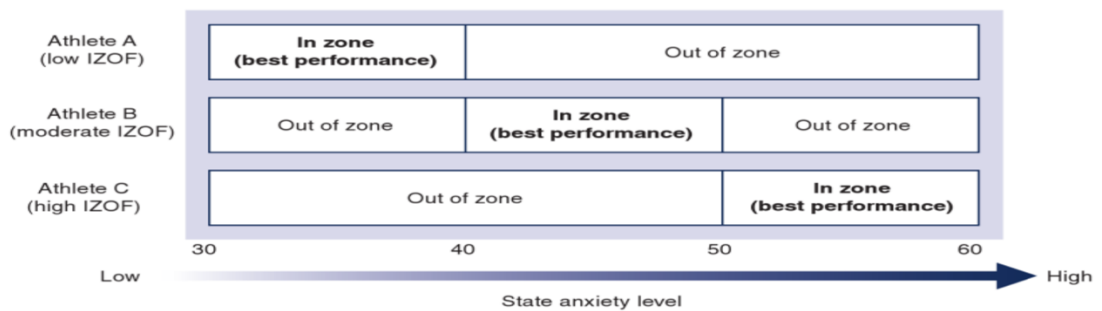 Athlete A
(low IZOF)
In zone
(best performance)
Out of zone
Athlete B
(moderate IZOF)
Out of zone
In zone
(best performance)
Out of zone
Athlete C
(high IZOF)
Out of zone
In zone
(best performance)
30 40 50 60
Low High
State anxiety level